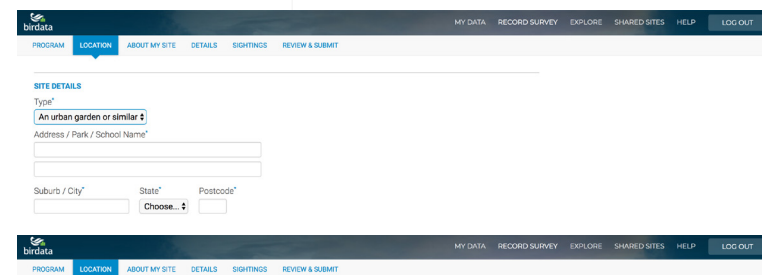 birdata MY DATA RECORD SURVEY EXPLORE SHARED SITES HELP LOG OUT
PROGRAM LOCATION ABOUT MY SITE DETAILS SIGHTINGS REVIEW & SUBMIT
SITE DETAILS
Type*
An urban garden or similar
Address / Park / School Name*
Suburb / City* State* Postcode*
Choose...
birdata MY DATA RECORD SURVEY EXPLORE SHARED SITES HELP LOG OUT
PROGRAM LOCATION ABOUT MY SITE DETAILS SIGHTINGS REVIEW & SUBMIT